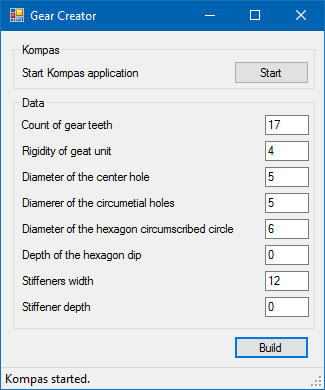 Gear Creator
Kompas
Start Kompas application Start
Data
Count of gear teeth 17
Rigidity of geat unit 4
Diameter of the center hole 5
Diamerer of the circumetial holes 5
Diameter of the hexagon circumscribed circle 6
Depth of the hexagon dip 0
Stiffeners width 12
Stiffener depth 0
Build
Kompas started.